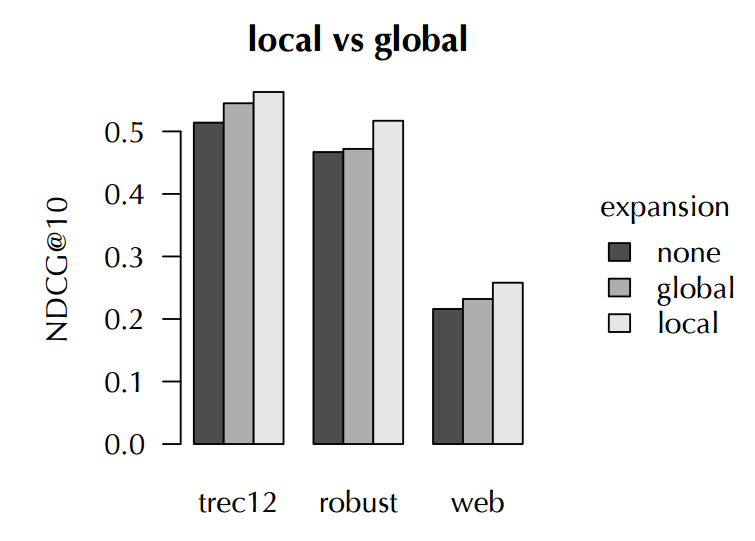 local vs global
NDCG@10
0.5
0.4
0.3
0.2
0.1
0.0
trec12 robust web
expansion
none
global
local